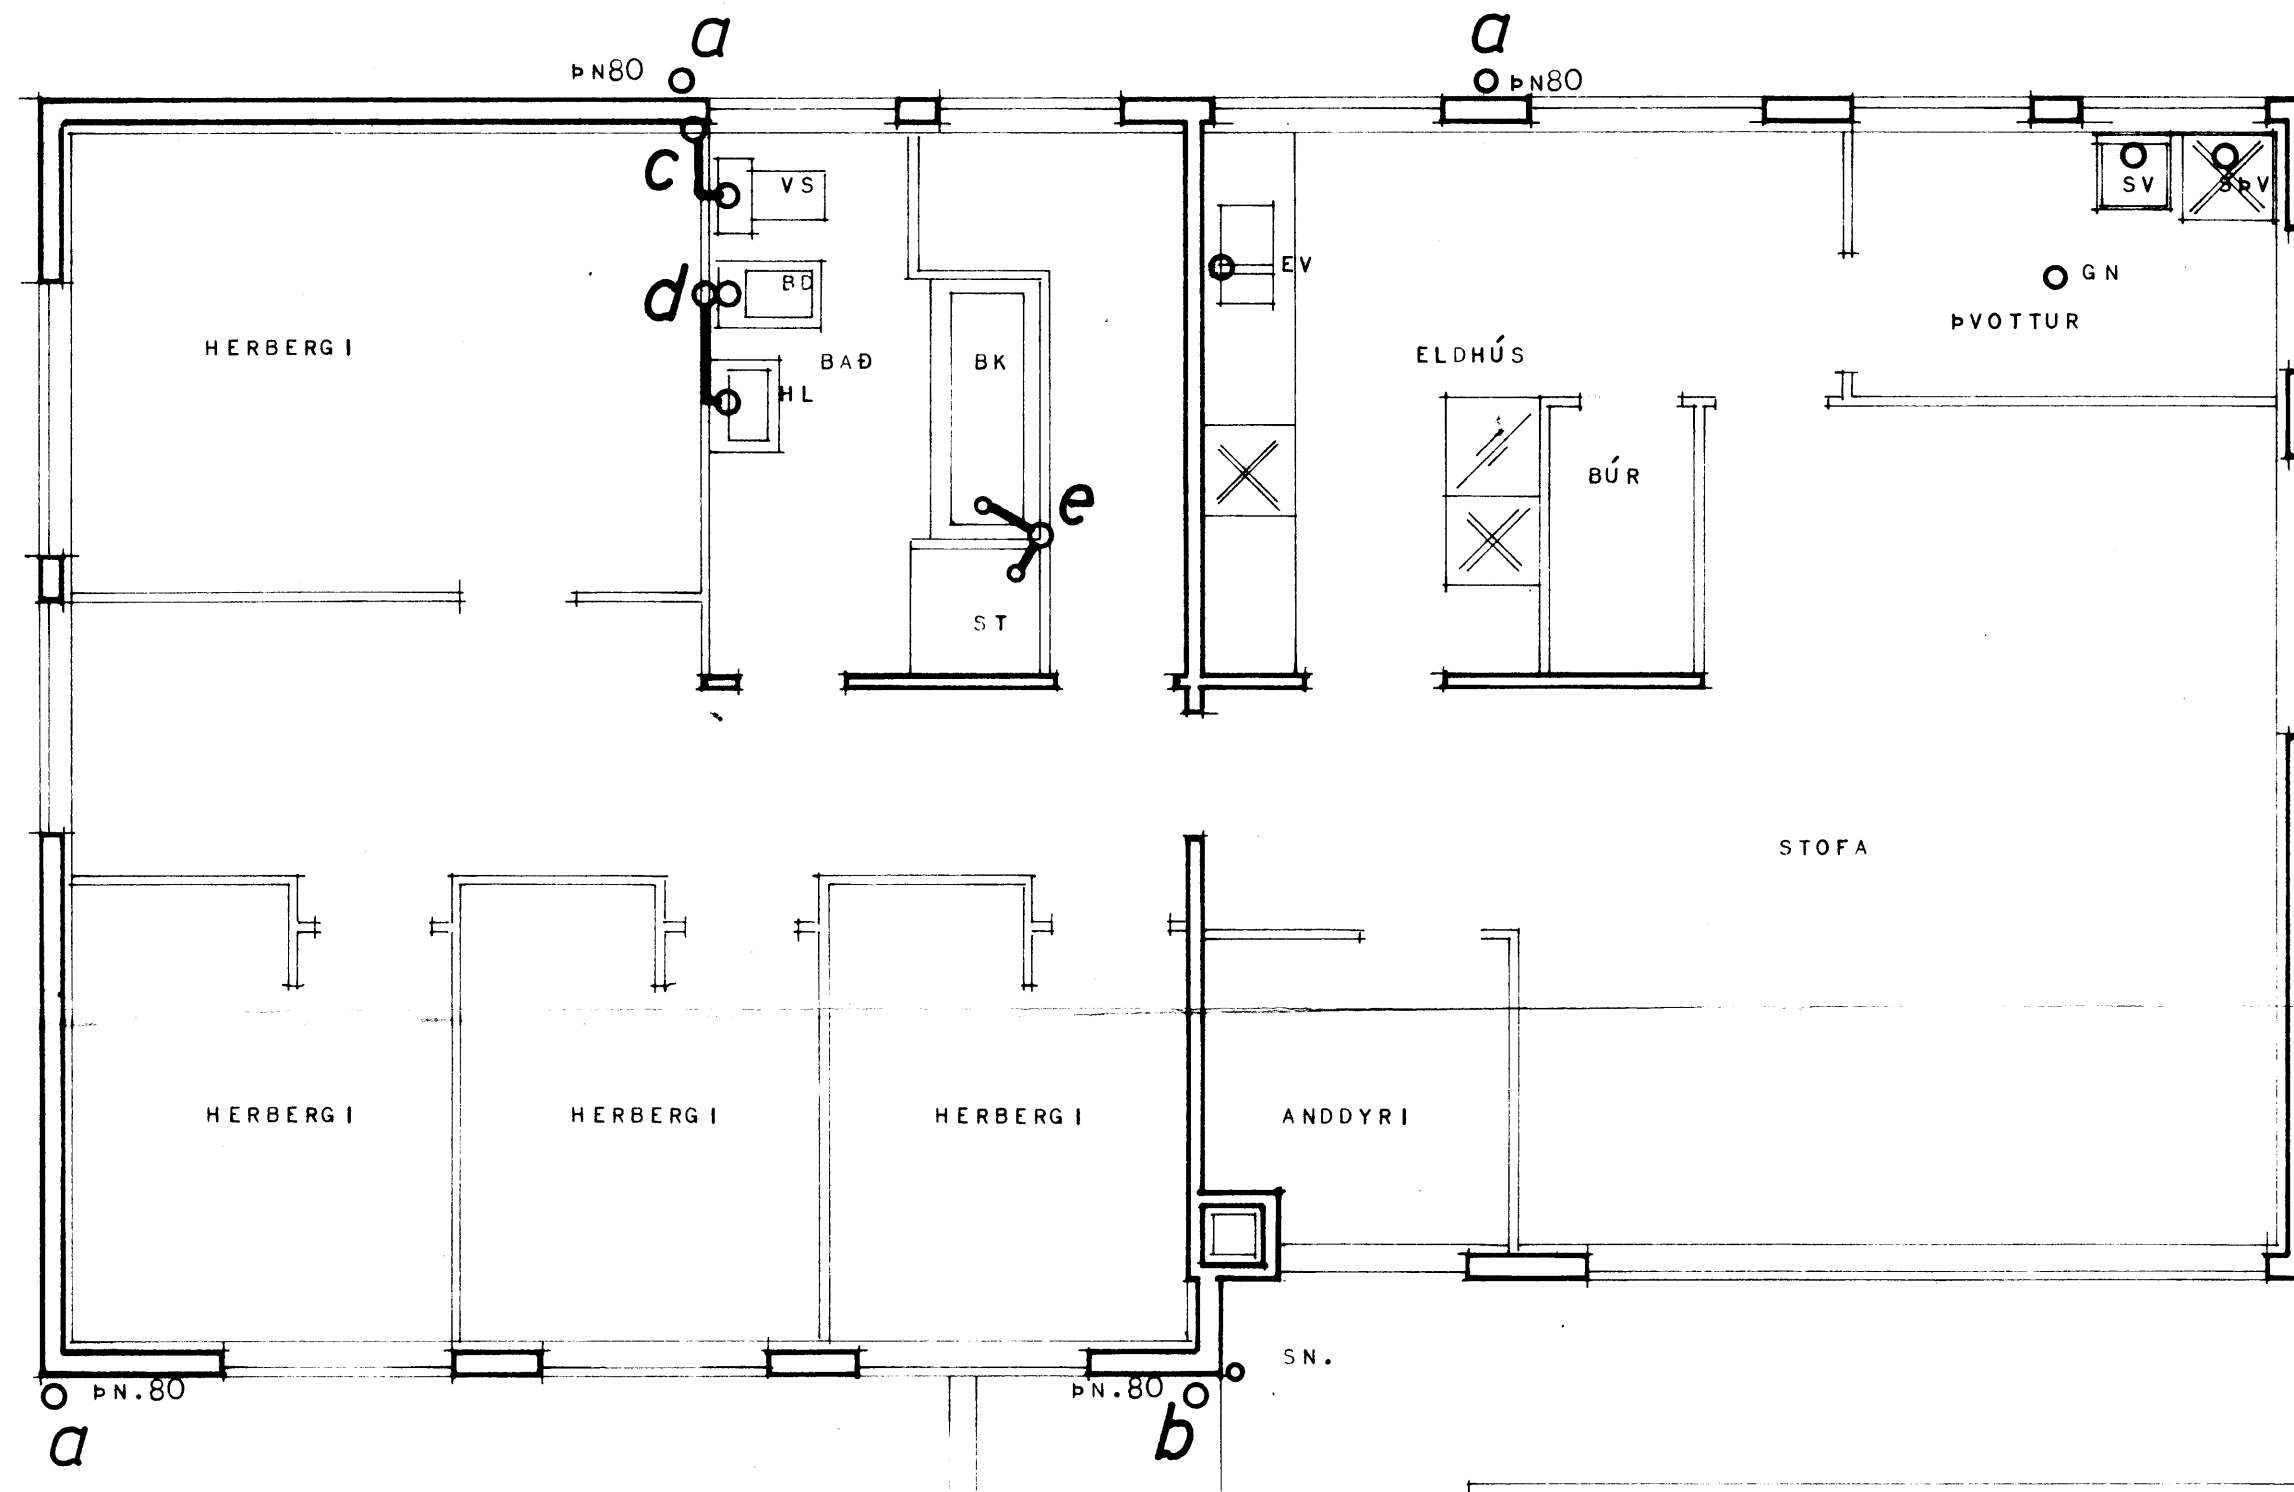 a
a
ÞN80
ÞN80
c
VS
SV
SÞV
d
BD
EV
GN
ÞVOTTUR
HERBERGI
BAÐ
BK
ELDHÚS
HL
BÚR
e
ST
STOFA
HERBERGI
HERBERGI
HERBERGI
ANDDYRI
SN.
ÞN.80
ÞN.80
a
b